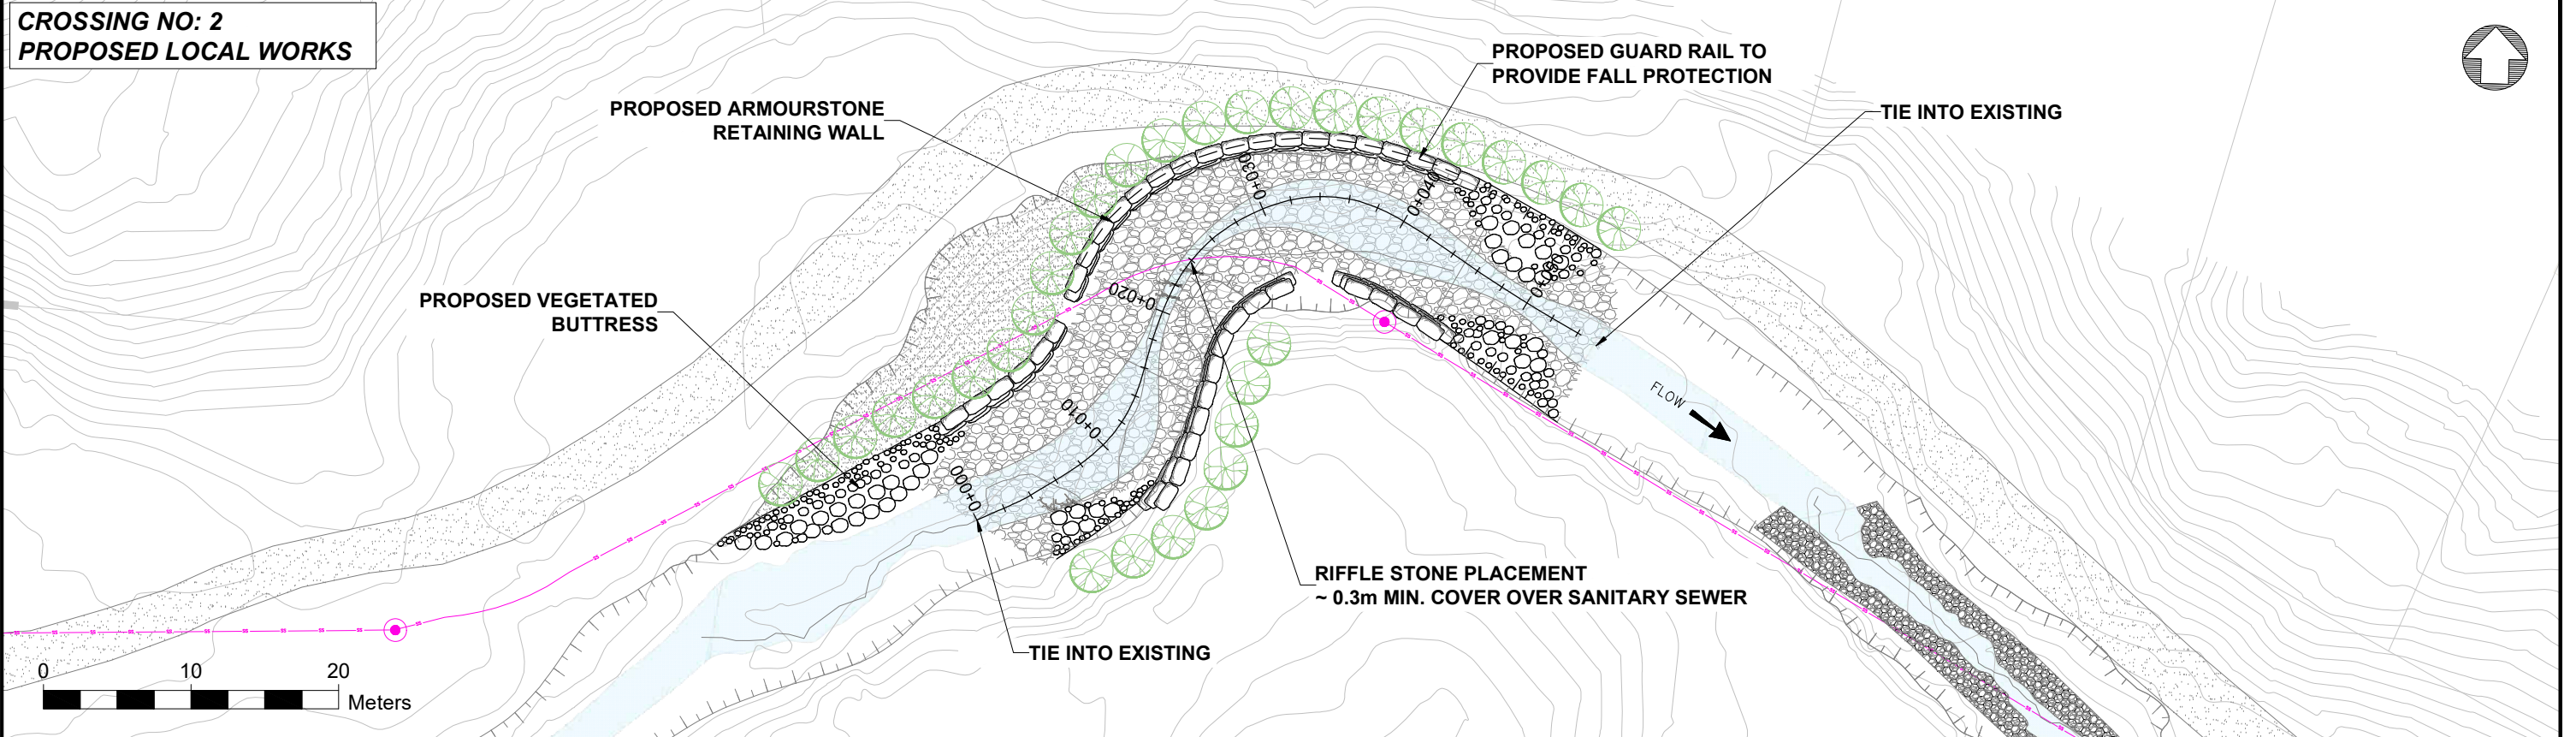 CROSSING NO: 2
PROPOSED LOCAL WORKS
PROPOSED GUARD RAIL TO
PROVIDE FALL PROTECTION
PROPOSED ARMOURSTONE
RETAINING WALL
TIE INTO EXISTING
PROPOSED VEGETATED
BUTTRESS
0+030
0+040
0+020
0+010
0+000
FLOW
RIFFLE STONE PLACEMENT
~ 0.3m MIN. COVER OVER SANITARY SEWER
TIE INTO EXISTING
0 10 20
Meters